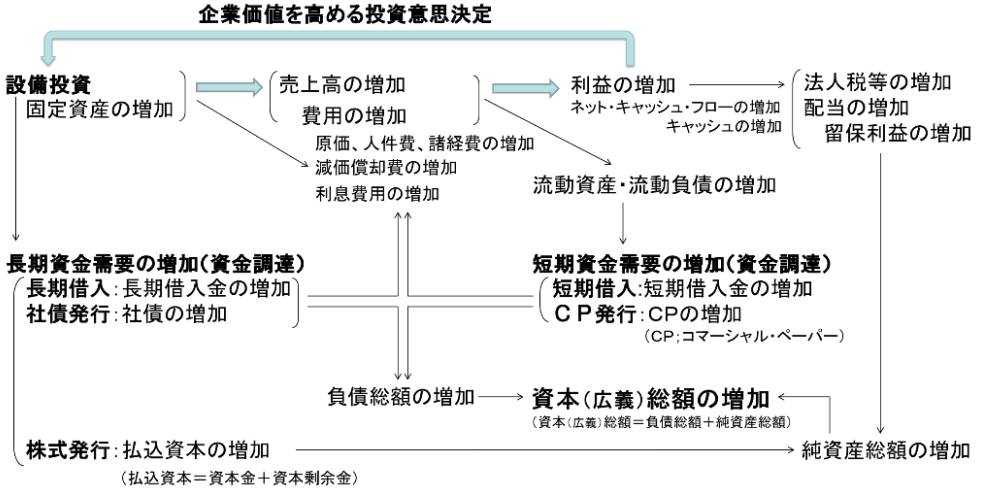 企業価値を高める投資意思決定
設備投資
固定資産の増加
売上高の増加
費用の増加
原価、人件費、諸経費の増加
減価償却費の増加
利息費用の増加
利益の増加
ネット・キャッシュ・フローの増加
キャッシュの増加
法人税等の増加
配当の増加
留保利益の増加
流動資産・流動負債の増加
長期資金需要の増加(資金調達)
長期借入:長期借入金の増加
社債発行:社債の増加
短期資金需要の増加(資金調達)
短期借入:短期借入金の増加
CP発行:CPの増加
(CP;コマーシャル・ペーパー)
負債総額の増加
資本(広義)総額の増加
(資本(広義)総額=負債総額+純資産総額)
株式発行:払込資本の増加
(払込資本=資本金+資本剰余金)
純資産総額の増加